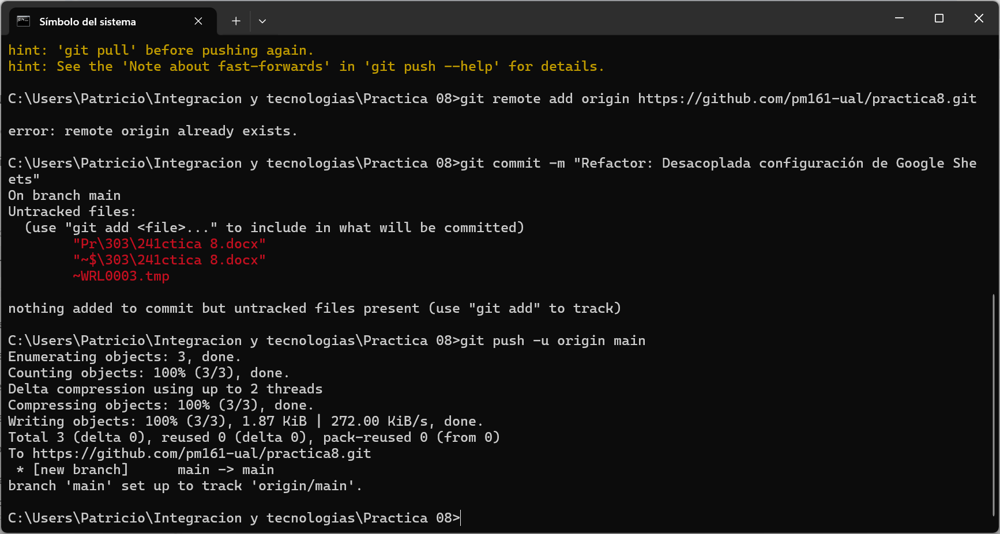 Símbolo del sistema
hint: 'git pull' before pushing again.
hint: See the 'Note about fast-forwards' in 'git push --help' for details.
C:\Users\Patricio\Integracion y tecnologias\Practica 08>git remote add origin https://github.com/pm161-ual/practica8.git
error: remote origin already exists.
C:\Users\Patricio\Integracion y tecnologias\Practica 08>git commit -m "Refactor: Desacoplada configuración de Google She
ets"
On branch main
Untracked files:
  (use "git add <file>..." to include in what will be committed)
        "Pr\303\241ctica 8.docx"
        "~$\303\241ctica 8.docx"
        ~WRL0003.tmp
nothing added to commit but untracked files present (use "git add" to track)
C:\Users\Patricio\Integracion y tecnologias\Practica 08>git push -u origin main
Enumerating objects: 3, done.
Counting objects: 100% (3/3), done.
Delta compression using up to 2 threads
Compressing objects: 100% (3/3), done.
Writing objects: 100% (3/3), 1.87 KiB | 272.00 KiB/s, done.
Total 3 (delta 0), reused 0 (delta 0), pack-reused 0 (from 0)
To https://github.com/pm161-ual/practica8.git
 * [new branch]      main -> main
branch 'main' set up to track 'origin/main'.
C:\Users\Patricio\Integracion y tecnologias\Practica 08>